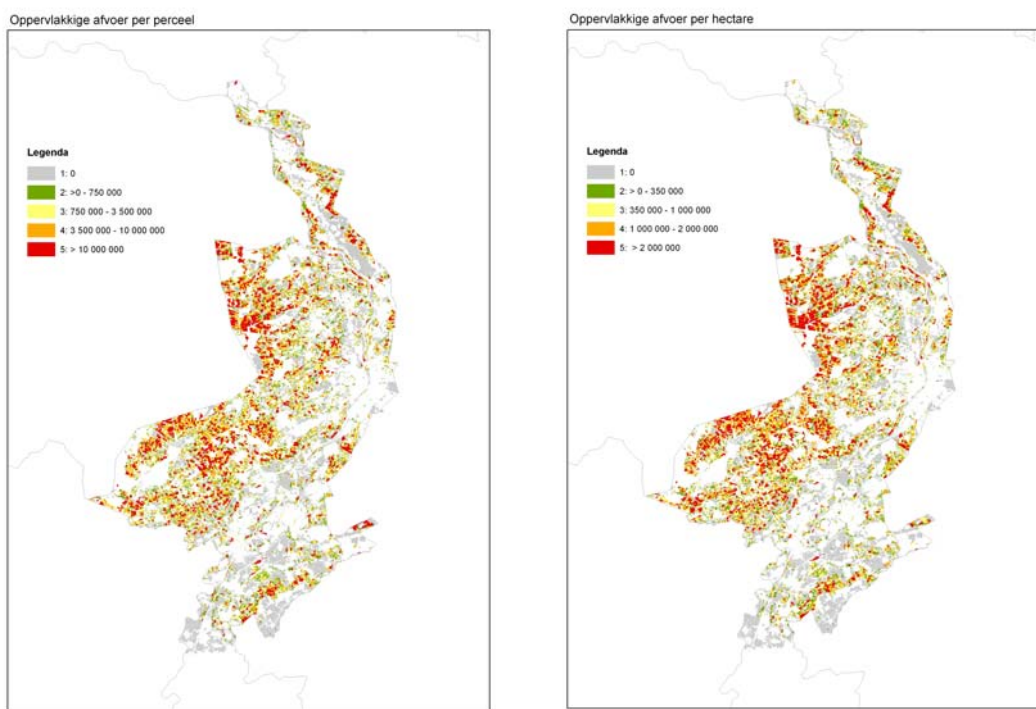 Oppervlakkige afvoer per perceel
Legenda
1: 0
2: >0 - 750 000
3: 750 000 - 3 500 000
4: 3 500 000 - 10 000 000
5: > 10 000 000
Oppervlakkige afvoer per hectare
Legenda
1: 0
2: > 0 - 350 000
3: 350 000 - 1 000 000
4: 1 000 000 - 2 000 000
5: > 2 000 000